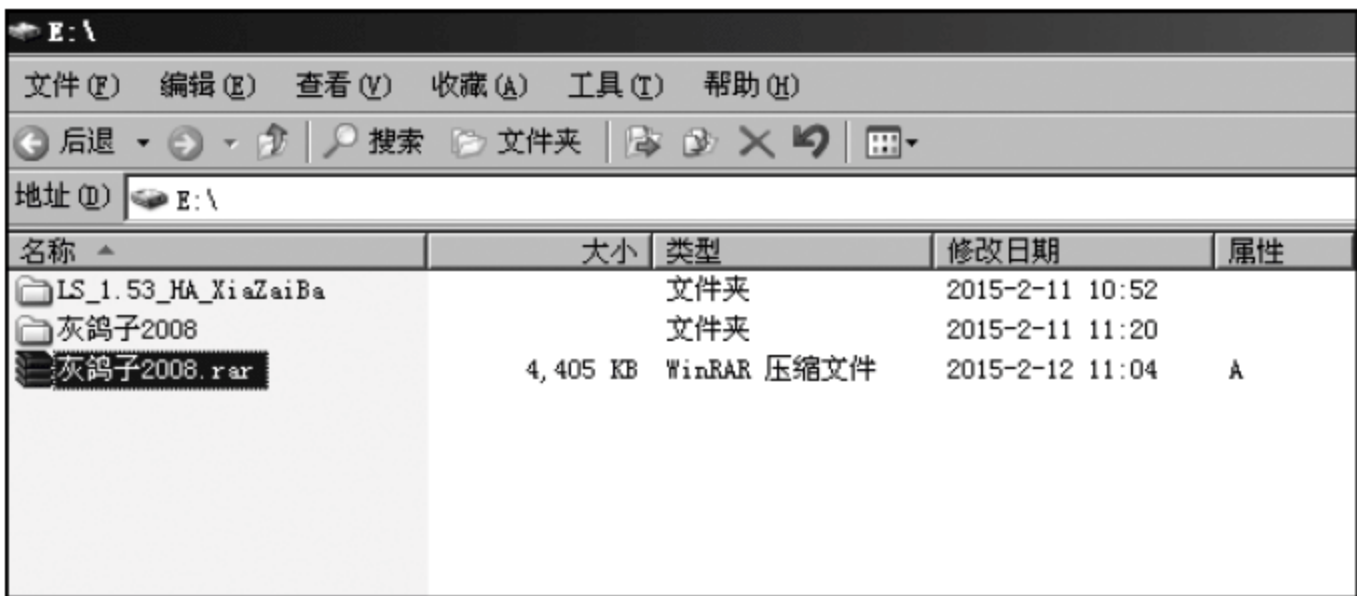 E:\
文件(F) 编辑(E) 查看(V) 收藏(A) 工具(T) 帮助(H)
后退 搜索 文件夹
地址(D) E:\
名称 大小 类型 修改日期 属性
LS_1.53_HA_XiaZaiBa 文件夹 2015-2-11 10:52
灰鸽子2008 文件夹 2015-2-11 11:20
灰鸽子2008.rar 4,405 KB WinRAR 压缩文件 2015-2-12 11:04 A